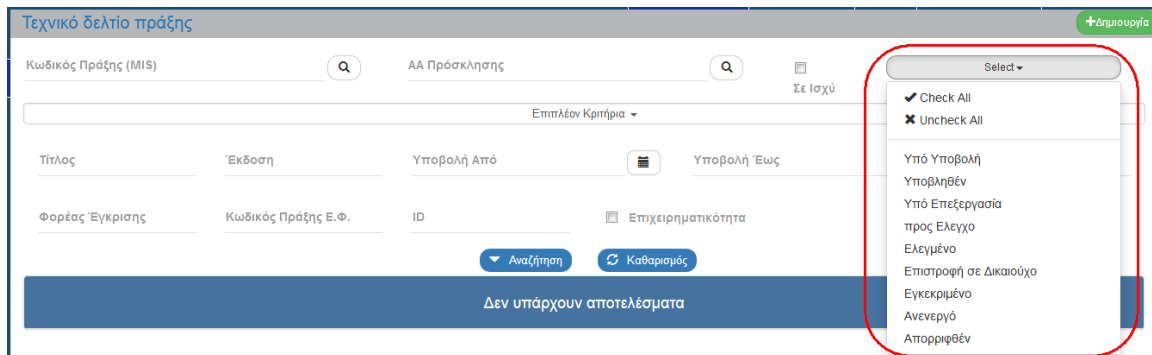 Τεχνικό δελτίο πράξης
+Δημιουργία
Κωδικός Πράξης (MIS)
ΑΑ Πρόσκλησης
Σε Ισχύ
Select
Check All
Uncheck All
Επιπλέον Κριτήρια
Τίτλος
Έκδοση
Υποβολή Από
Υποβολή Έως
Φορέας Έγκρισης
Κωδικός Πράξης Ε.Φ.
ID
Επιχειρηματικότητα
Αναζήτηση
Καθαρισμός
Δεν υπάρχουν αποτελέσματα
Υπό Υποβολή
Υποβληθέν
Υπό Επεξεργασία
προς Ελεγχο
Ελεγμένο
Επιστροφή σε Δικαιούχο
Εγκεκριμένο
Ανενεργό
Απορριφθέν